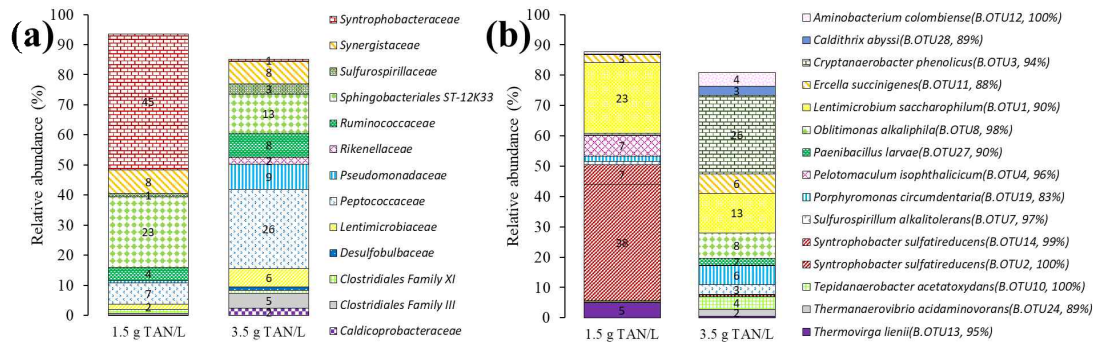 (a)
Relative abundance (%)
100
90
80
70
60
50
40
30
20
10
0
45
8
1
23
4
7
2
1
8
3
13
8
2
9
26
6
5
2
1.5 g TAN/L
3.5 g TAN/L
Syntrophobacteraceae
Synergistaceae
Sulfurospirillaceae
Sphingobacteriales ST-12K33
Ruminococcaceae
Rikenellaceae
Pseudomonadaceae
Peptococcaceae
Lentimicrobiaceae
Desulfobulbaceae
Clostridiales Family XI
Clostridiales Family III
Caldicoprobacteraceae
(b)
Relative abundance (%)
100
90
80
70
60
50
40
30
20
10
0
3
23
7
7
38
5
4
3
26
6
13
8
2
6
3
4
2
1.5 g TAN/L
3.5 g TAN/L
Aminobacterium colombiense(B.OTU12, 100%)
Caldithrix abyssi(B.OTU28, 89%)
Cryptanaerobacter phenolicus(B.OTU3, 94%)
Ercella succinigenes(B.OTU11, 88%)
Lentimicrobium saccharophilum(B.OTU1, 90%)
Oblitimonas alkaliphila(B.OTU8, 98%)
Paenibacillus larvae(B.OTU27, 90%)
Pelotomaculum isophthalicicum(B.OTU4, 96%)
Porphyromonas circumdentaria(B.OTU19, 83%)
Sulfurospirillum alkalitolerans(B.OTU7, 97%)
Syntrophobacter sulfatireducens(B.OTU14, 99%)
Syntrophobacter sulfatireducens(B.OTU2, 100%)
Tepidanaerobacter acetatoxydans(B.OTU10, 100%)
Thermanaerovibrio acidaminovorans(B.OTU24, 89%)
Thermovirga lienii(B.OTU13, 95%)